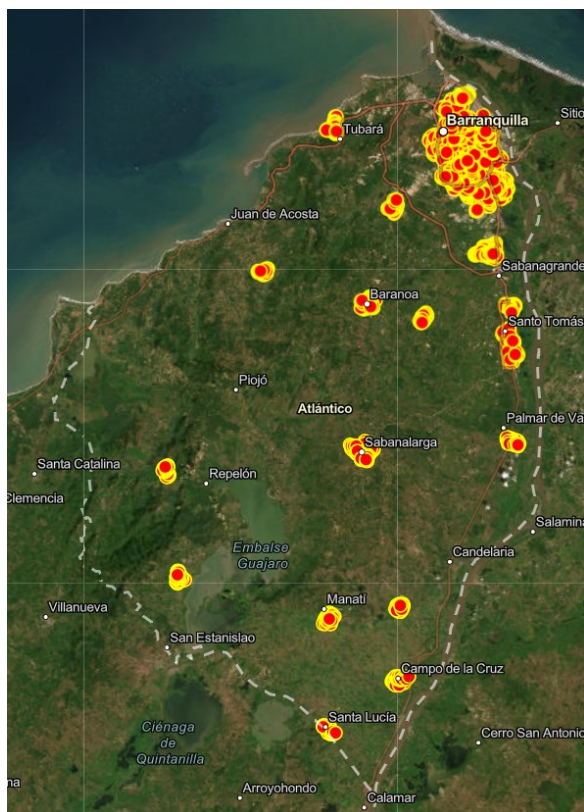 Barranquilla
Sitio
Tubará
Juan de Acosta
Sabanagrande
Baranoa
Santo Tomás
Piojó
Atlántico
Palmar de Va
Sabanalarga
Santa Catalina
Repelón
Clemencia
Salamina
Embalse
Guajaro
Candelaria
Villanueva
Manatí
San Estanislao
Campo de la Cruz
Ciénaga
de
Quintanilla
Santa Lucía
Cerro San Antonio
na
Arroyohondo
Calamar